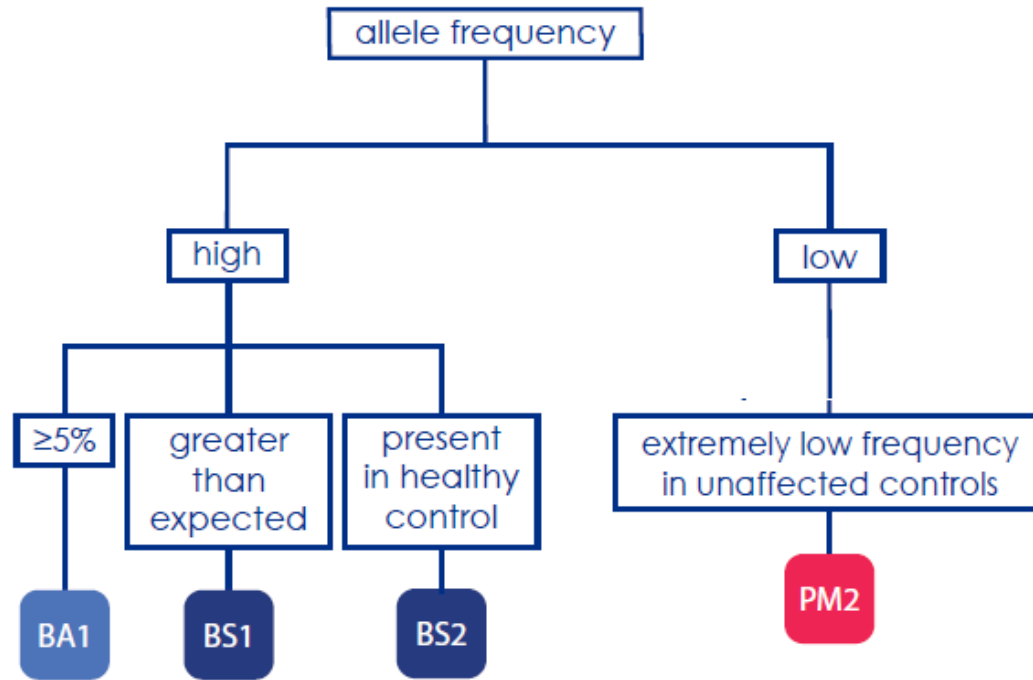 allele frequency
high
low
≥5%
greater
than
expected
present
in healthy
control
extremely low frequency
in unaffected controls
BA1
BS1
BS2
PM2